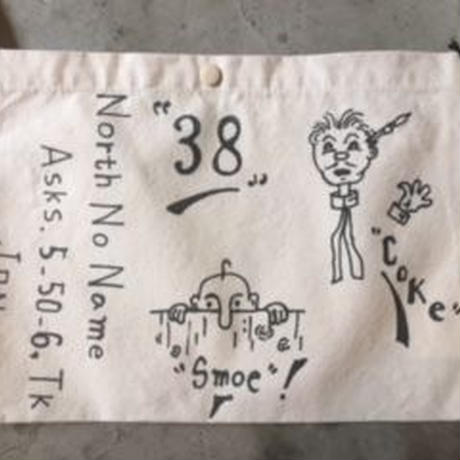 "38"
North No Name
Asks. 5-50-6, Tk
"Coke"
"Smoe"!